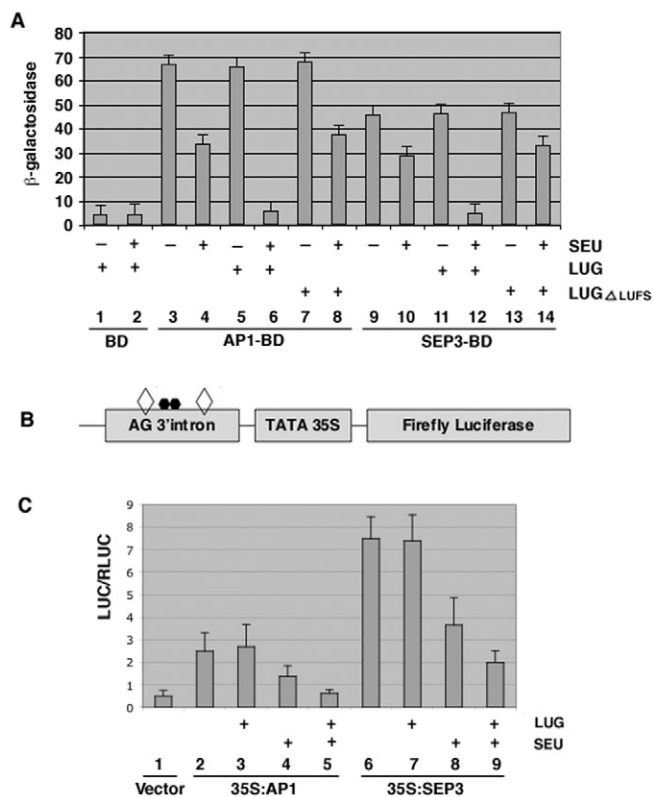 A
80
70
60
50
40
30
20
10
0
β-galactosidase
– + – + – + – + – + – + – + SEU
+ + + + + + LUG
+ + + + LUG△LUFS
1 2 3 4 5 6 7 8 9 10 11 12 13 14
BD AP1-BD SEP3-BD
B
AG 3'intron TATA 35S Firefly Luciferase
C
9
8
7
6
5
4
3
2
1
0
LUC/RLUC
+ + + + LUG
+ + + + SEU
1 2 3 4 5 6 7 8 9
Vector 35S:AP1 35S:SEP3